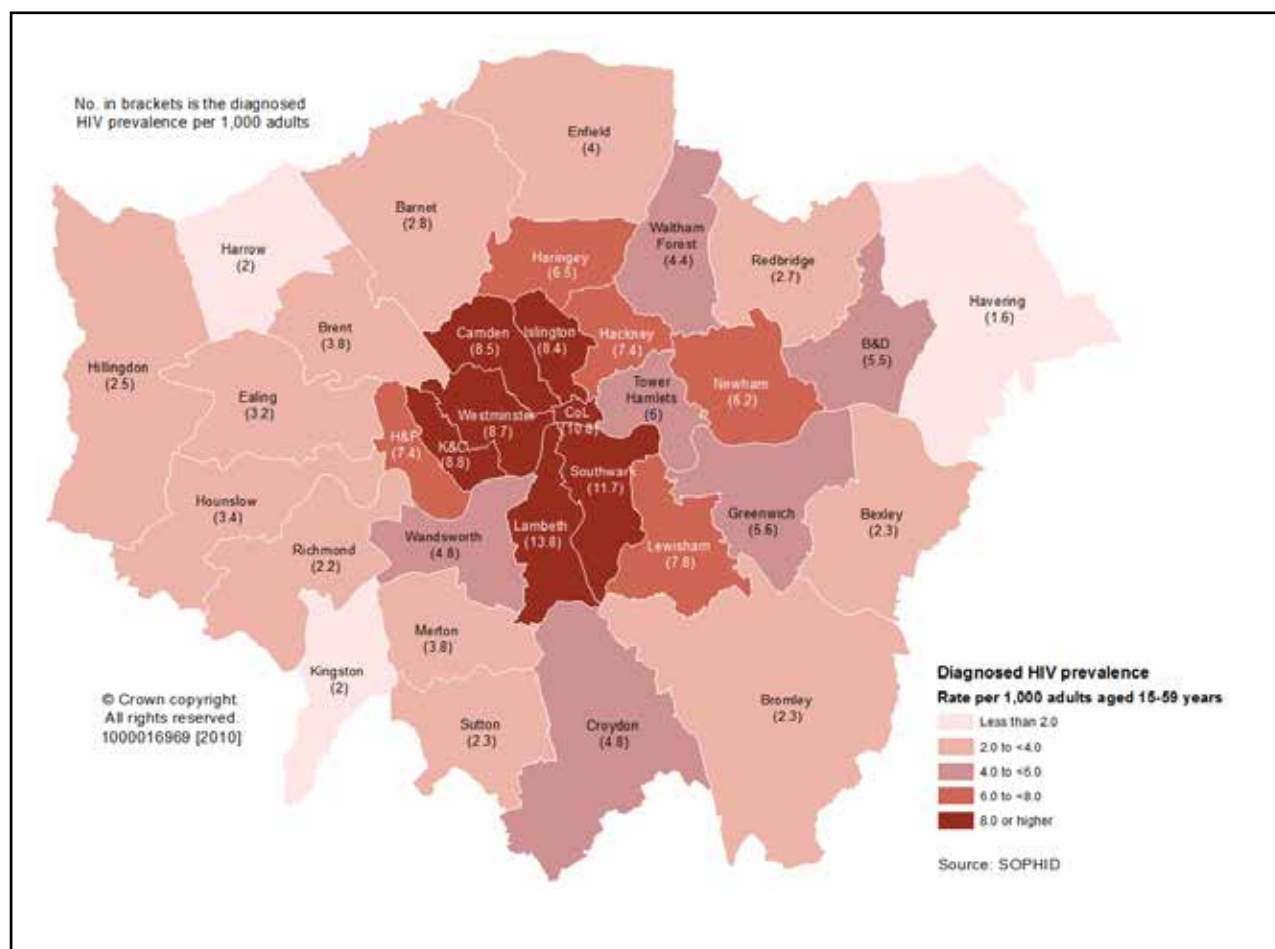 No. in brackets is the diagnosed
HIV prevalence per 1,000 adults
Enfield
(4)
Barnet
(2.8)
Harrow
(2)
Haringey
(6.5)
Waltham
Forest
(4.4)
Redbridge
(2.7)
Havering
(1.6)
Brent
(3.8)
Camden
(8.5)
Islington
(8.4)
Hackney
(7.4)
B&D
(5.5)
Hillingdon
(2.5)
Ealing
(3.2)
Tower
Hamlets
(6)
Newham
(6.2)
Westminster
(8.7)
CoL
H&F
(7.4)
K&C
(8.8)
Southwark
(11.7)
Hounslow
(3.4)
Lambeth
(13.8)
Greenwich
(5.6)
Bexley
(2.3)
Richmond
(2.2)
Wandsworth
(4.8)
Lewisham
(7.8)
Merton
(3.8)
Kingston
(2)
Sutton
(2.3)
Croydon
(4.8)
Bromley
(2.3)
© Crown copyright.
All rights reserved.
1000016969 [2010]
Diagnosed HIV prevalence
Rate per 1,000 adults aged 15-59 years
Less than 2.0
2.0 to <4.0
4.0 to <6.0
6.0 to <8.0
8.0 or higher
Source: SOPHID